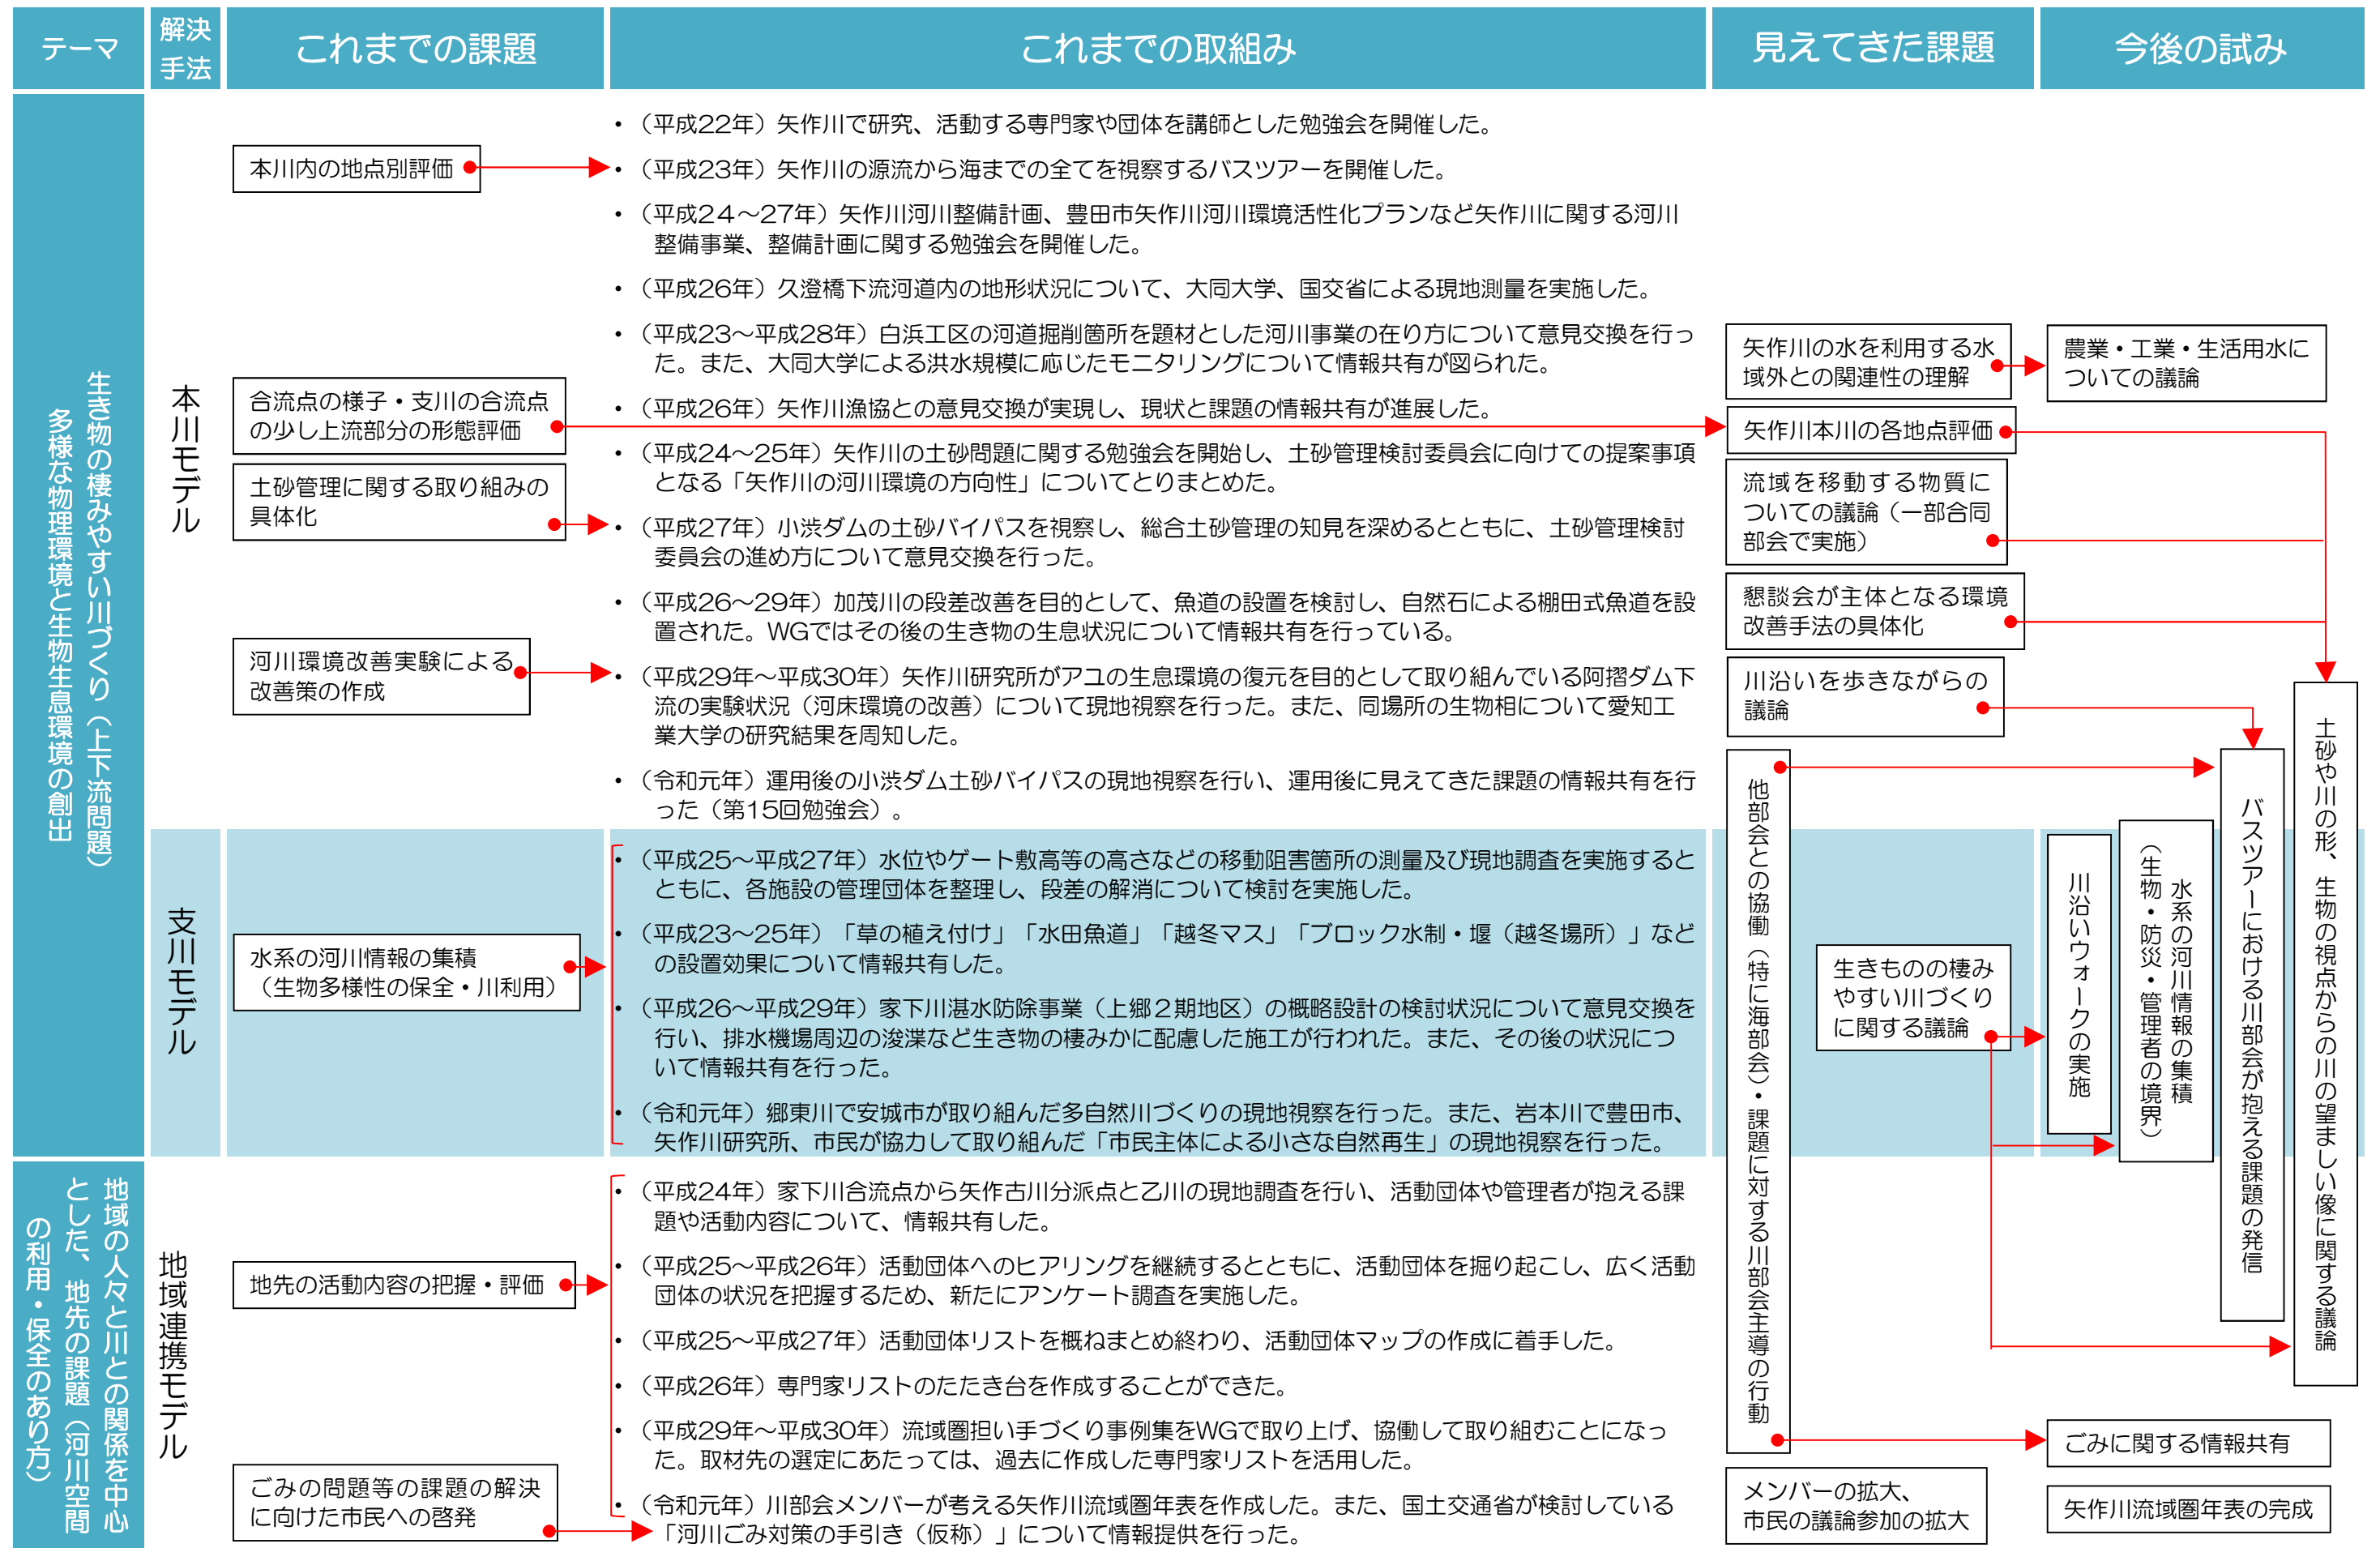 テーマ
解決
手法
これまでの課題
これまでの取組み
見えてきた課題
今後の試み
生き物の棲みやすい川づくり（上下流問題）
多様な物理環境と生物生息環境の創出
本川モデル
本川内の地点別評価
合流点の様子・支川の合流点
の少し上流部分の形態評価
土砂管理に関する取り組みの
具体化
河川環境改善実験による
改善策の作成
・（平成22年）矢作川で研究、活動する専門家や団体を講師とした勉強会を開催した。
・（平成23年）矢作川の源流から海までの全てを視察するバスツアーを開催した。
・（平成24～27年）矢作川河川整備計画、豊田市矢作川河川環境活性化プランなど矢作川に関する河川
整備事業、整備計画に関する勉強会を開催した。
・（平成26年）久澄橋下流河道内の地形状況について、大同大学、国交省による現地測量を実施した。
・（平成23～平成28年）白浜工区の河道掘削箇所を題材とした河川事業の在り方について意見交換を行っ
た。また、大同大学による洪水規模に応じたモニタリングについて情報共有が図られた。
・（平成26年）矢作川漁協との意見交換が実現し、現状と課題の情報共有が進展した。
・（平成24～25年）矢作川の土砂問題に関する勉強会を開始し、土砂管理検討委員会に向けての提案事項
となる「矢作川の河川環境の方向性」についてとりまとめた。
・（平成27年）小渋ダムの土砂バイパスを視察し、総合土砂管理の知見を深めるとともに、土砂管理検討
委員会の進め方について意見交換を行った。
・（平成26～29年）加茂川の段差改善を目的として、魚道の設置を検討し、自然石による棚田式魚道を設
置された。WGではその後の生き物の生息状況について情報共有を行っている。
・（平成29年～平成30年）矢作川研究所がアユの生息環境の復元を目的として取り組んでいる阿摺ダム下
流の実験状況（河床環境の改善）について現地視察を行った。また、同場所の生物相について愛知工
業大学の研究結果を周知した。
・（令和元年）運用後の小渋ダム土砂バイパスの現地視察を行い、運用後に見えてきた課題の情報共有を行
った（第15回勉強会）。
矢作川の水を利用する水
域外との関連性の理解
矢作川本川の各地点評価
流域を移動する物質に
ついての議論（一部合同
部会で実施）
懇談会が主体となる環境
改善手法の具体化
川沿いを歩きながらの
議論
他部会との協働（特に海部会）・課題に対する川部会主導の行動
農業・工業・生活用水に
ついての議論
土砂や川の形、生物の視点からの川の望ましい像に関する議論
バスツアーにおける川部会が抱える課題の発信
支川モデル
水系の河川情報の集積
（生物多様性の保全・川利用）
・（平成25～平成27年）水位やゲート敷高等の高さなどの移動阻害箇所の測量及び現地調査を実施すると
ともに、各施設の管理団体を整理し、段差の解消について検討を実施した。
・（平成23～25年）「草の植え付け」「水田魚道」「越冬マス」「ブロック水制・堰（越冬場所）」など
の設置効果について情報共有した。
・（平成26～平成29年）家下川湛水防除事業（上郷２期地区）の概略設計の検討状況について意見交換を
行い、排水機場周辺の浚渫など生き物の棲みかに配慮した施工が行われた。また、その後の状況につ
いて情報共有を行った。
・（令和元年）郷東川で安城市が取り組んだ多自然川づくりの現地視察を行った。また、岩本川で豊田市、
矢作川研究所、市民が協力して取り組んだ「市民主体による小さな自然再生」の現地視察を行った。
生きものの棲み
やすい川づくり
に関する議論
川沿いウォークの実施
水系の河川情報の集積
（生物・防災・管理者の境界）
地域の人々と川との関係を中心
とした、地先の課題（河川空間
の利用・保全のあり方）
地域連携モデル
地先の活動内容の把握・評価
ごみの問題等の課題の解決
に向けた市民への啓発
・（平成24年）家下川合流点から矢作古川分派点と乙川の現地調査を行い、活動団体や管理者が抱える課
題や活動内容について、情報共有した。
・（平成25～平成26年）活動団体へのヒアリングを継続するとともに、活動団体を掘り起こし、広く活動
団体の状況を把握するため、新たにアンケート調査を実施した。
・（平成25～平成27年）活動団体リストを概ねまとめ終わり、活動団体マップの作成に着手した。
・（平成26年）専門家リストのたたき台を作成することができた。
・（平成29年～平成30年）流域圏担い手づくり事例集をWGで取り上げ、協働して取り組むことになっ
た。取材先の選定にあたっては、過去に作成した専門家リストを活用した。
・（令和元年）川部会メンバーが考える矢作川流域圏年表を作成した。また、国土交通省が検討している
「河川ごみ対策の手引き（仮称）」について情報提供を行った。
メンバーの拡大、
市民の議論参加の拡大
ごみに関する情報共有
矢作川流域圏年表の完成